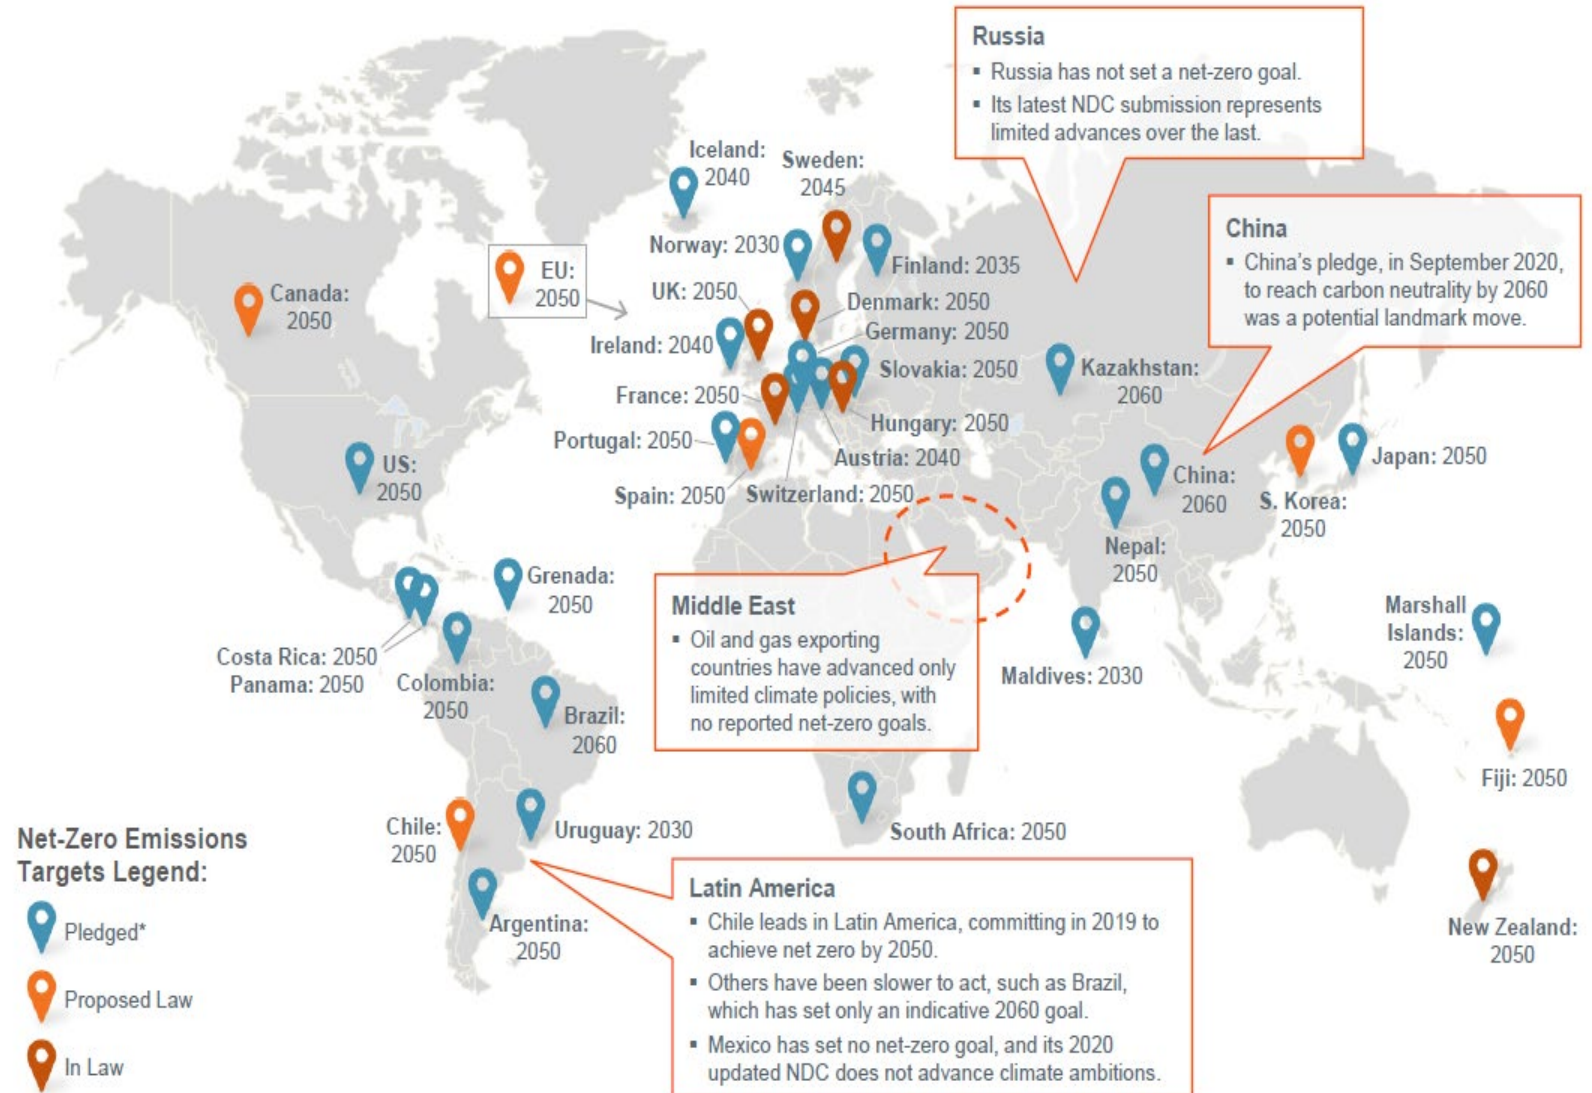 Russia
▪ Russia has not set a net-zero goal.
▪ Its latest NDC submission represents
limited advances over the last.
Iceland:
2040
Sweden:
2045
China
▪ China's pledge, in September 2020,
to reach carbon neutrality by 2060
was a potential landmark move.
Norway: 2030
Finland: 2035
EU:
2050
Canada:
2050
UK: 2050
Denmark: 2050
Germany: 2050
Ireland: 2040
Slovakia: 2050
Kazakhstan:
2060
France: 2050
Hungary: 2050
Portugal: 2050
Austria: 2040
Japan: 2050
US:
2050
Spain: 2050
Switzerland: 2050
China:
2060
S. Korea:
2050
Nepal:
2050
Grenada:
2050
Middle East
▪ Oil and gas exporting
countries have advanced only
limited climate policies, with
no reported net-zero goals.
Marshall
Islands:
2050
Costa Rica: 2050
Panama: 2050
Colombia:
2050
Maldives: 2030
Brazil:
2060
Fiji: 2050
Chile:
2050
Uruguay: 2030
South Africa: 2050
Argentina:
2050
Latin America
▪ Chile leads in Latin America, committing in 2019 to
achieve net zero by 2050.
▪ Others have been slower to act, such as Brazil,
which has set only an indicative 2060 goal.
▪ Mexico has set no net-zero goal, and its 2020
updated NDC does not advance climate ambitions.
New Zealand:
2050
Net-Zero Emissions
Targets Legend:
Pledged*
Proposed Law
In Law